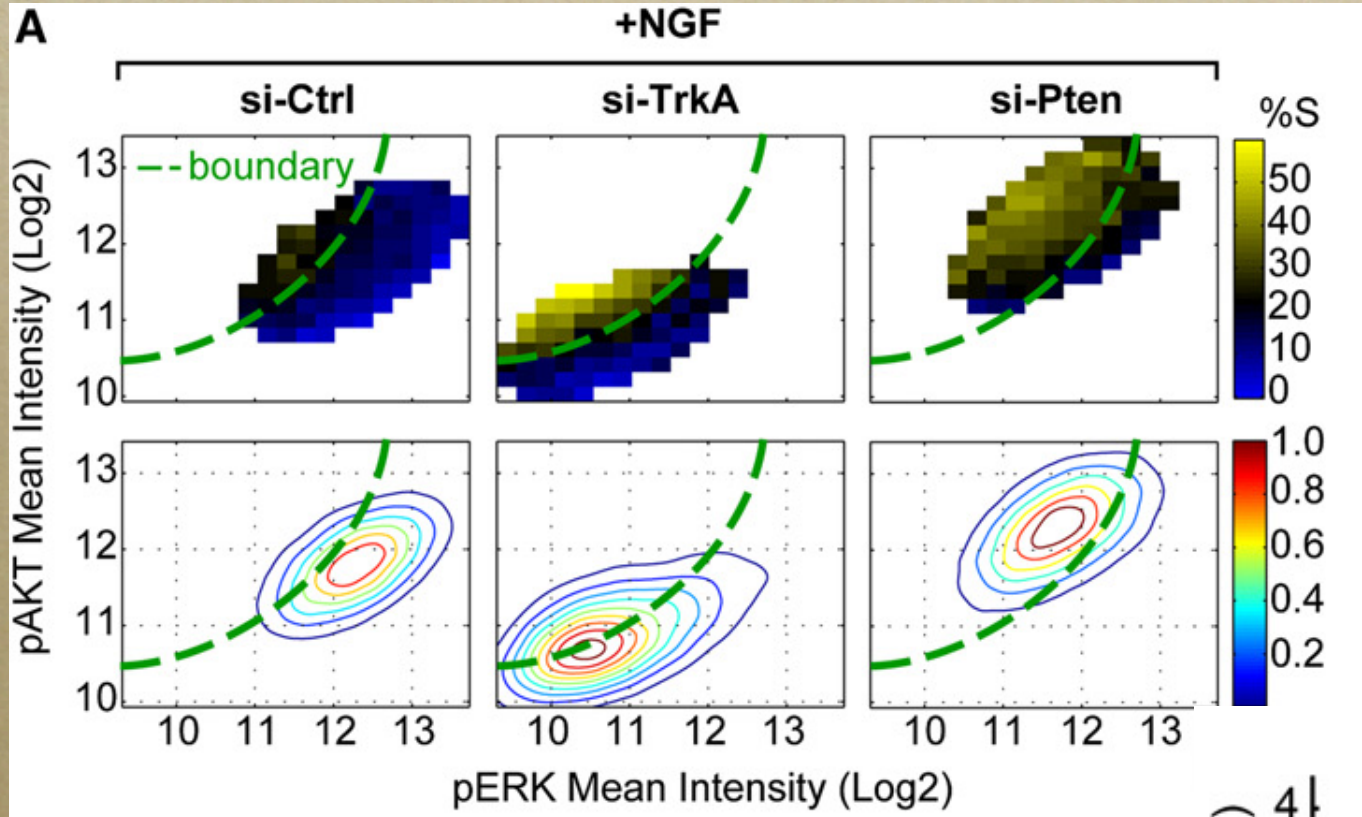 A
+NGF
si-Ctrl si-TrkA si-Pten
%S
-- boundary
13
12
11
10
50
40
30
20
10
0
13
12
11
10
1.0
0.8
0.6
0.4
0.2
10 11 12 13 10 11 12 13 10 11 12 13
pAKT Mean Intensity (Log2)
pERK Mean Intensity (Log2)
4